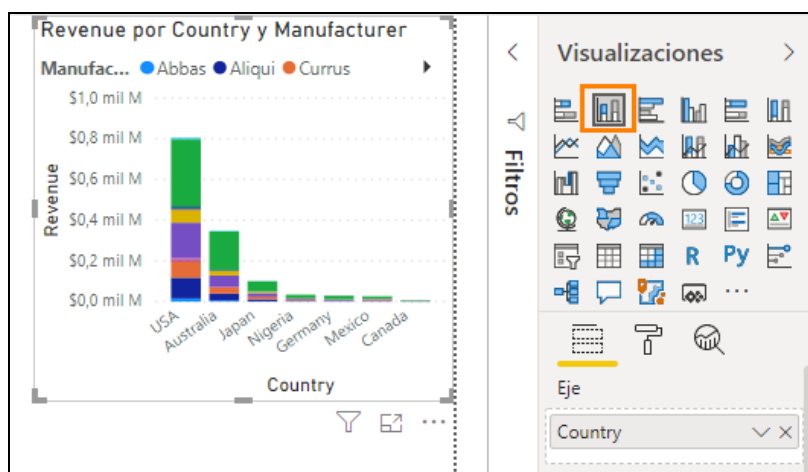 Revenue por Country y Manufacturer
Manufac... Abbas Aliqui Currus
$1,0 mil M
$0,8 mil M
$0,6 mil M
$0,4 mil M
$0,2 mil M
$0,0 mil M
Revenue
USA
Australia
Japan
Nigeria
Germany
Mexico
Canada
Country
Filtros
Visualizaciones
123
R Py
Eje
Country